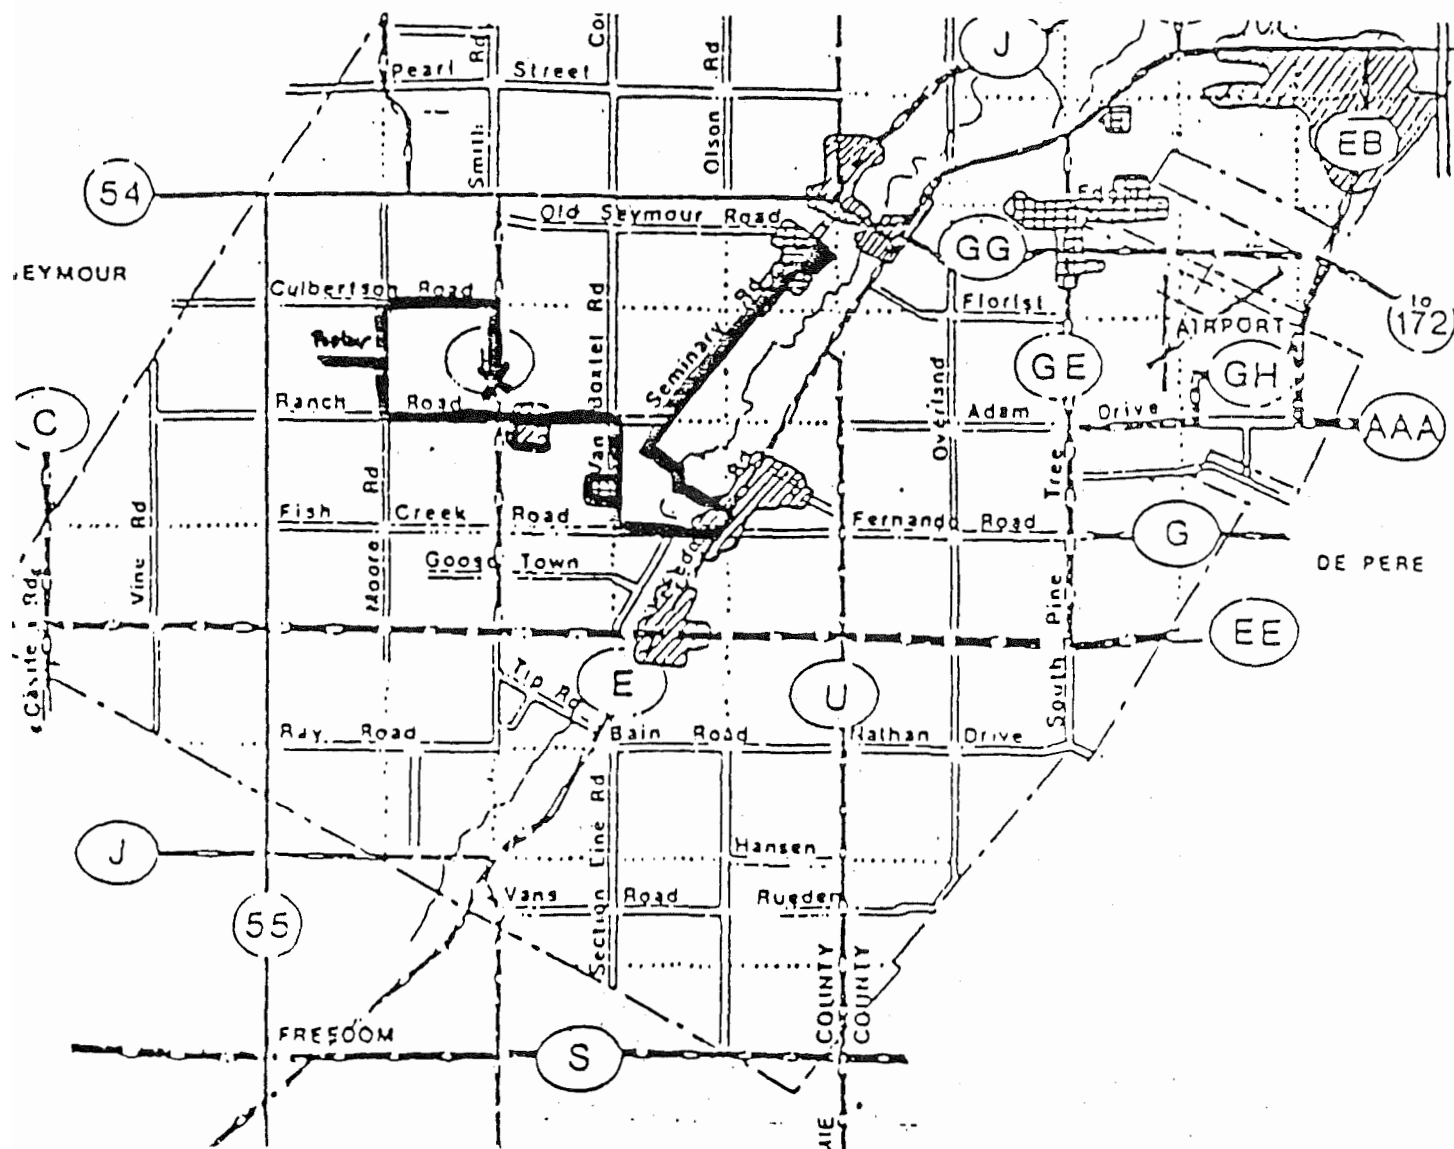 J
Pearl Street
Smith Rd
Olson Rd
EB
54
Old Seymour Road
GG
EYMOUR
Culbertson Road
Florist
to
172
AIRPORT
Seminary Rd
Van Boxtel Rd
GE
GH
C
Ranch Road
Overland
Adam Drive
AAA
Vine Rd
Moore Rd
Fish Creek Road
Fernando Road
G
South Pine Tree
Town
DE PERE
EE
E
U
Tip Rd
Ray Road
Bain Road
Nathan Drive
Section Line Rd
J
Hansen
Vans Road
Rueden
55
COUNTY
COUNTY
FREEDOM
S